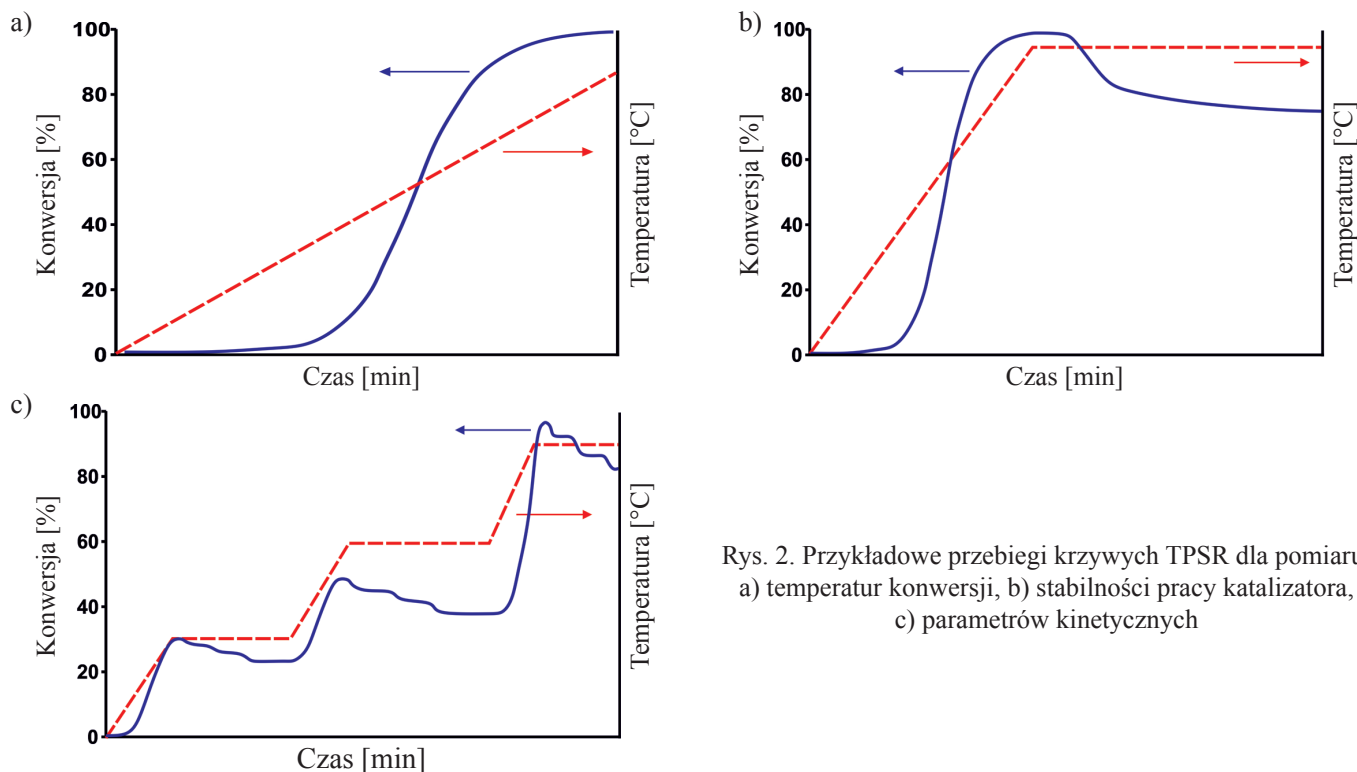 a)
100
80
60
40
20
0
Konwersja [%]
Temperatura [°C]
Czas [min]
b)
100
80
60
40
20
0
Konwersja [%]
Temperatura [°C]
Czas [min]
c)
100
80
60
40
20
0
Konwersja [%]
Temperatura [°C]
Czas [min]
Rys. 2. Przykładowe przebiegi krzywych TPSR dla pomiaru
a) temperatur konwersji, b) stabilności pracy katalizatora,
c) parametrów kinetycznych